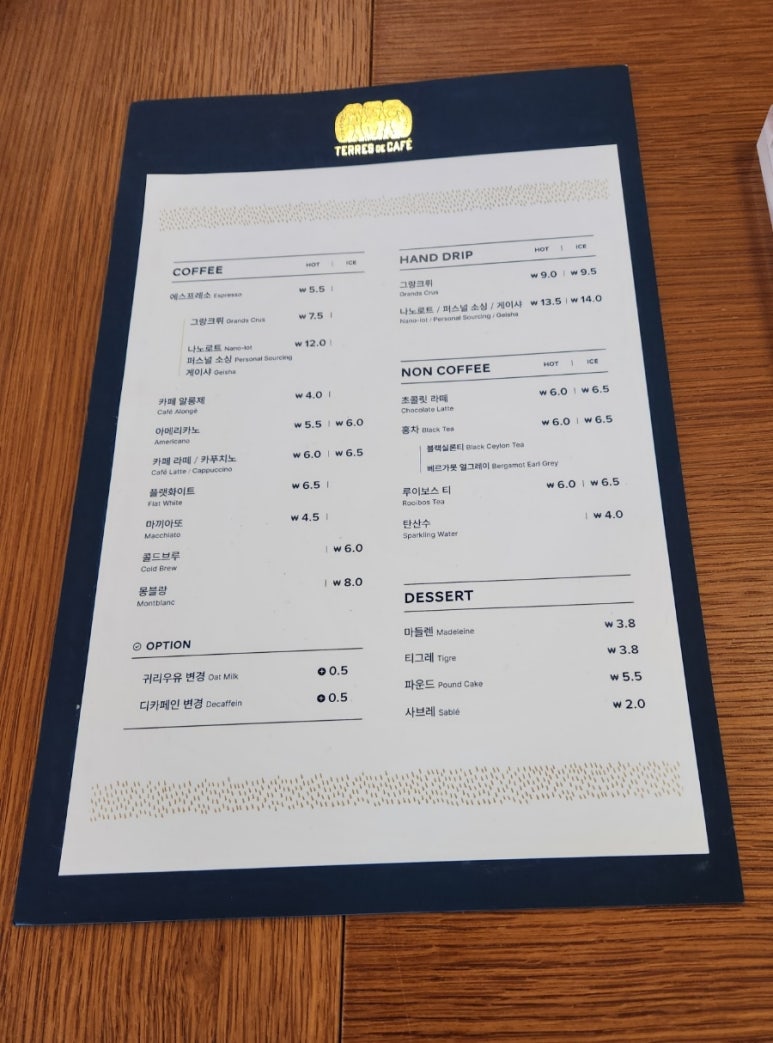 TERRES DE CAFÉ
COFFEE HOT | ICE
에스프레소 Espresso ₩ 5.5 |
그랑크뤼 Grands Crus ₩ 7.5 |
나노로트 Nano-lot ₩ 12.0 |
퍼스널 소싱 Personal Sourcing
게이샤 Geisha
카페 알롱제 ₩ 4.0 |
Café Alongé
아메리카노 ₩ 5.5 | ₩ 6.0
Americano
카페 라떼 / 카푸치노 ₩ 6.0 | ₩ 6.5
Café Latte / Cappuccino
플랫화이트 ₩ 6.5 |
Flat White
마끼아또 ₩ 4.5 |
Macchiato
콜드브루 | ₩ 6.0
Cold Brew
몽블랑 | ₩ 8.0
Montblanc
OPTION
귀리우유 변경 Oat Milk + 0.5
디카페인 변경 Decaffein + 0.5
HAND DRIP HOT | ICE
그랑크뤼 ₩ 9.0 | ₩ 9.5
Grands Crus
나노로트 / 퍼스널 소싱 / 게이샤 ₩ 13.5 | ₩ 14.0
Nano-lot / Personal Sourcing / Geisha
NON COFFEE HOT | ICE
초콜릿 라떼 ₩ 6.0 | ₩ 6.5
Chocolate Latte
홍차 Black Tea ₩ 6.0 | ₩ 6.5
블랙실론티 Black Ceylon Tea
베르가못 얼그레이 Bergamot Earl Grey
루이보스 티 ₩ 6.0 | ₩ 6.5
Rooibos Tea
탄산수 | ₩ 4.0
Sparkling Water
DESSERT
마들렌 Madeleine ₩ 3.8
티그레 Tigre ₩ 3.8
파운드 Pound Cake ₩ 5.5
사브레 Sablé ₩ 2.0